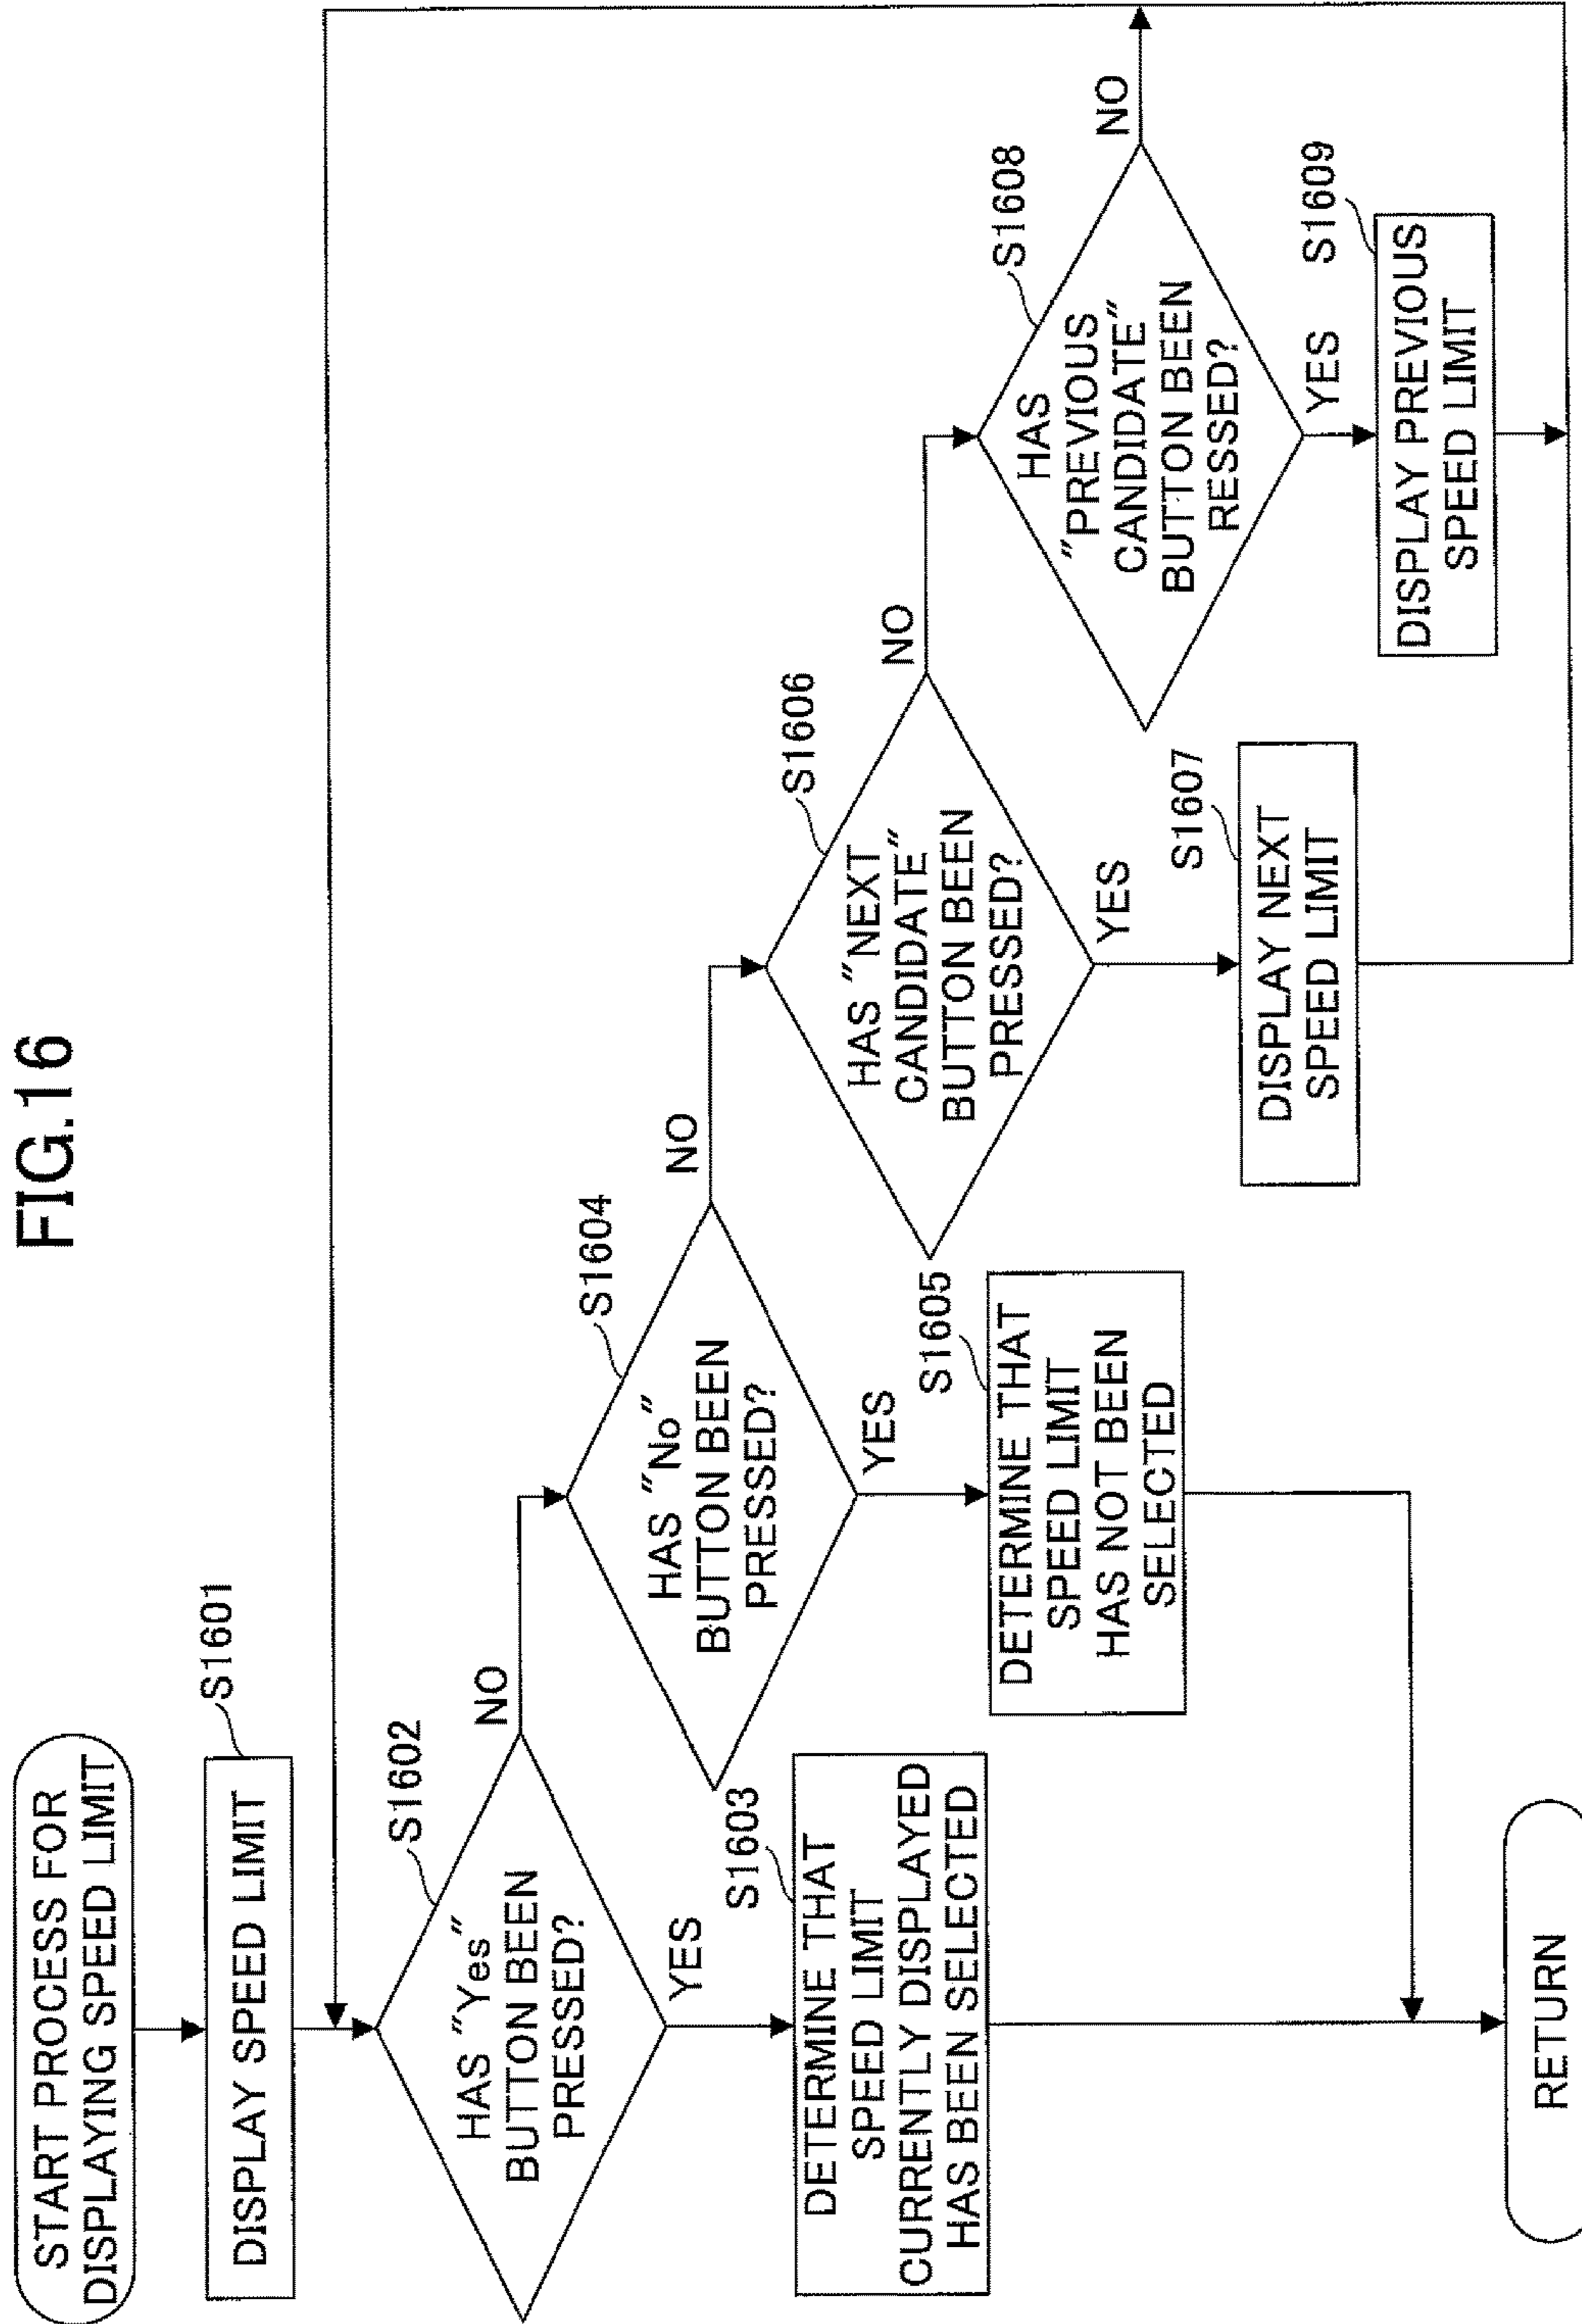 FIG.16
START PROCESS FOR
DISPLAYING SPEED LIMIT
S1601
DISPLAY SPEED LIMIT
S1602
HAS "Yes"
BUTTON BEEN
PRESSED?
NO
YES
S1603
DETERMINE THAT
SPEED LIMIT
CURRENTLY DISPLAYED
HAS BEEN SELECTED
S1604
HAS "No"
BUTTON BEEN
PRESSED?
NO
YES
S1605
DETERMINE THAT
SPEED LIMIT
HAS NOT BEEN
SELECTED
S1606
HAS "NEXT
CANDIDATE"
BUTTON BEEN
PRESSED?
NO
YES
S1607
DISPLAY NEXT
SPEED LIMIT
S1608
HAS
"PREVIOUS
CANDIDATE"
BUTTON BEEN
RESSED?
NO
YES
S1609
DISPLAY PREVIOUS
SPEED LIMIT
RETURN